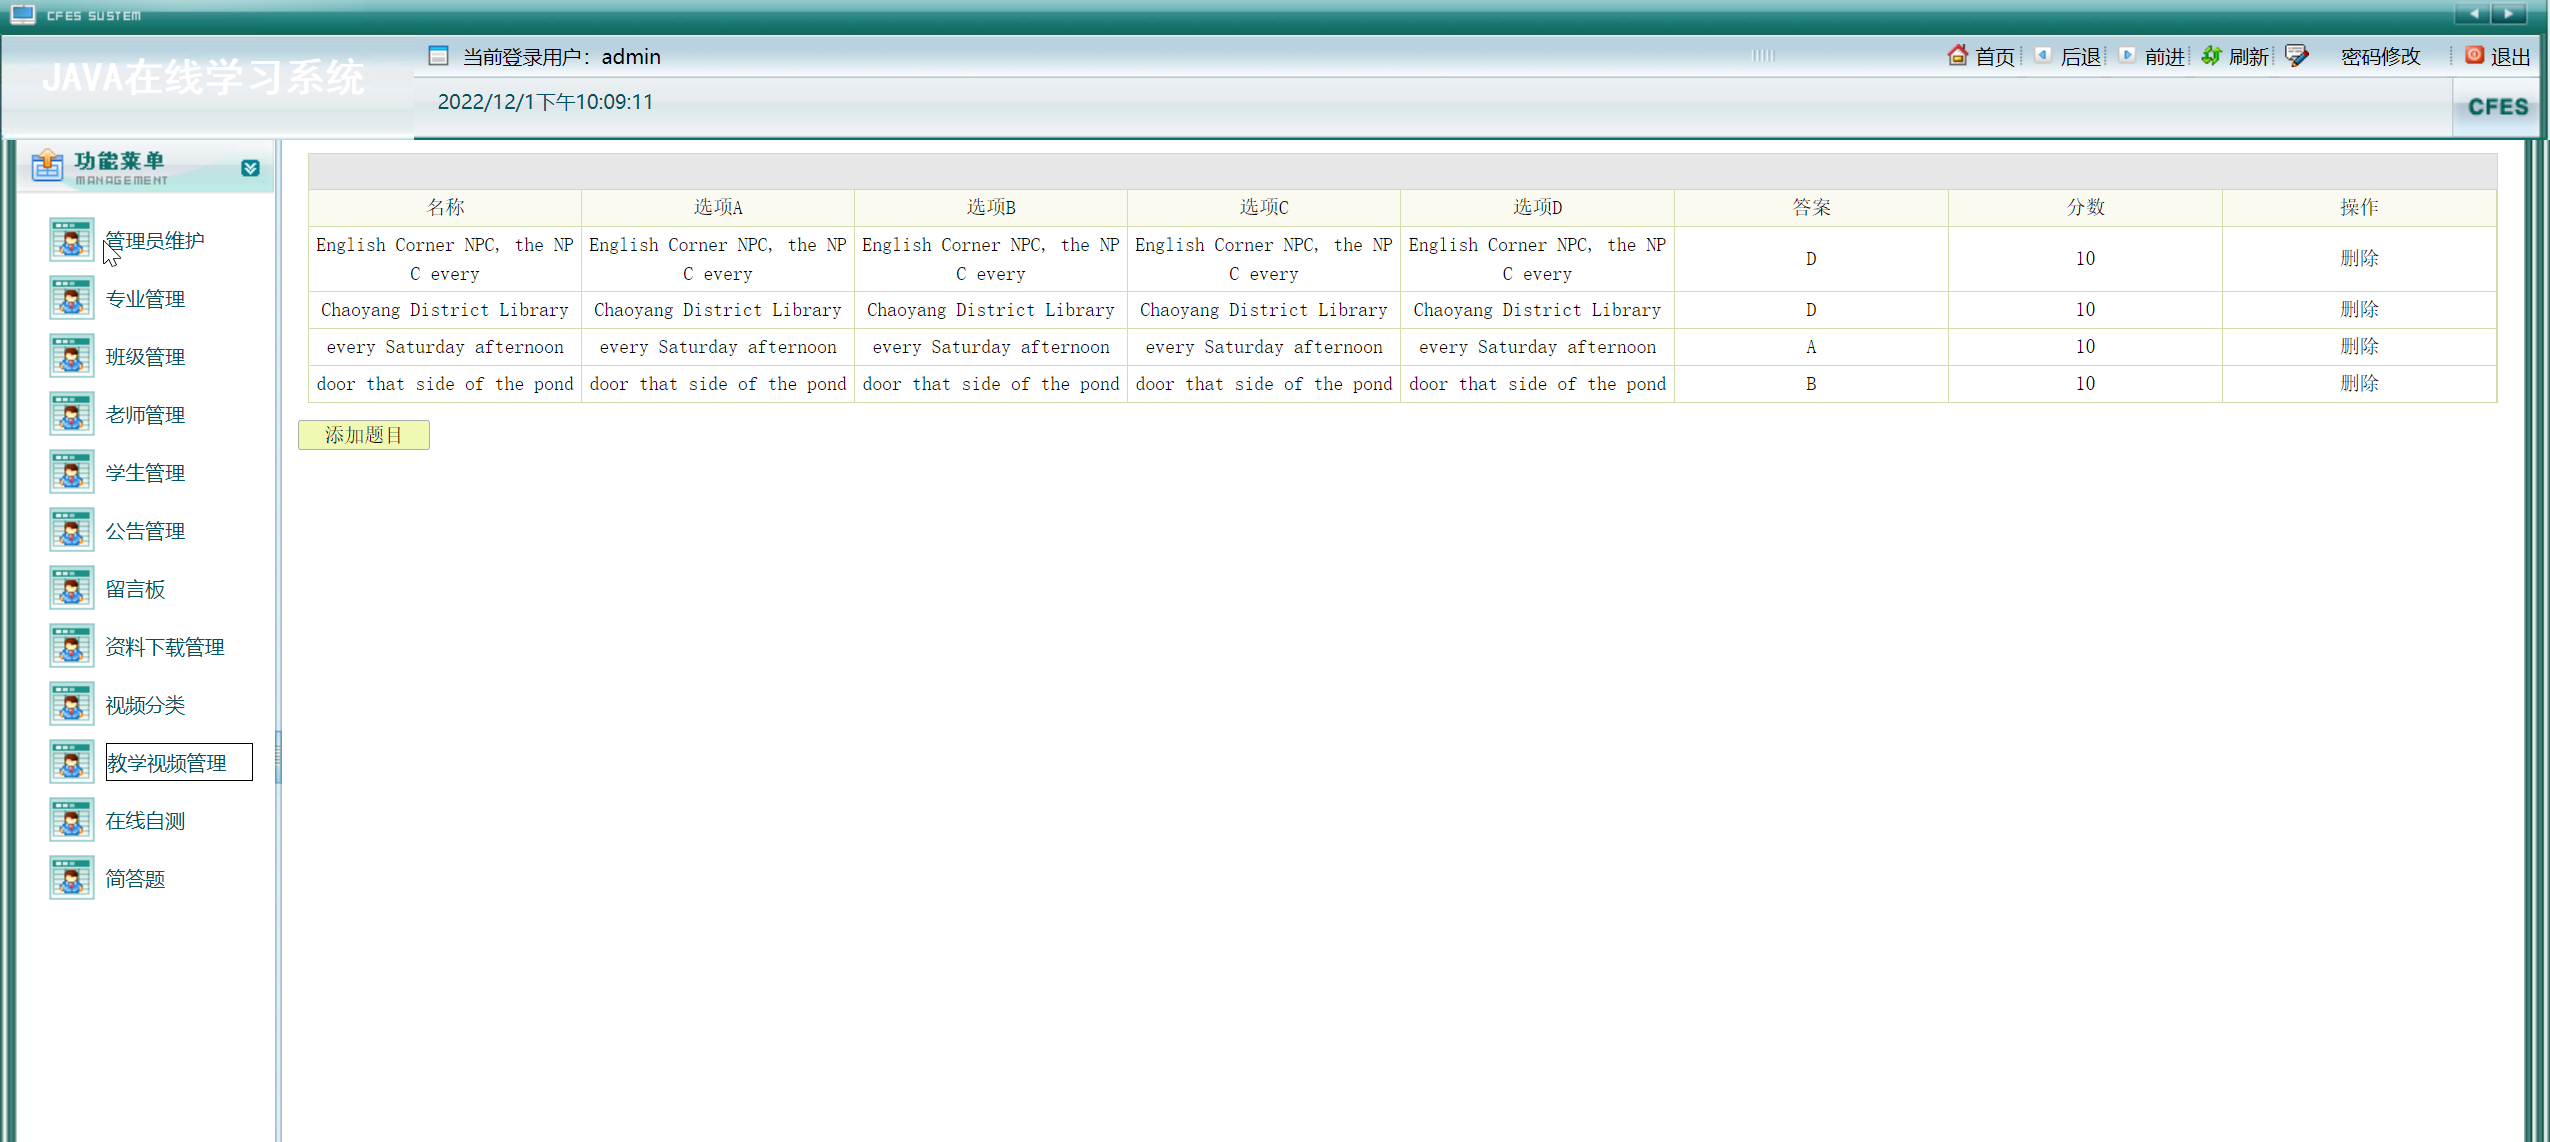 CFES SUSTEM
JAVA在线学习系统
当前登录用户：admin
首页 后退 前进 刷新 密码修改 退出
2022/12/1下午10:09:11
CFES
功能菜单
MANAGEMENT
管理员维护
专业管理
班级管理
老师管理
学生管理
公告管理
留言板
资料下载管理
视频分类
教学视频管理
在线自测
简答题
名称 选项A 选项B 选项C 选项D 答案 分数 操作
English Corner NPC, the NP English Corner NPC, the NP English Corner NPC, the NP English Corner NPC, the NP English Corner NPC, the NP
C every C every C every C every C every D 10 删除
Chaoyang District Library Chaoyang District Library Chaoyang District Library Chaoyang District Library Chaoyang District Library D 10 删除
every Saturday afternoon every Saturday afternoon every Saturday afternoon every Saturday afternoon every Saturday afternoon A 10 删除
door that side of the pond door that side of the pond door that side of the pond door that side of the pond door that side of the pond B 10 删除
添加题目